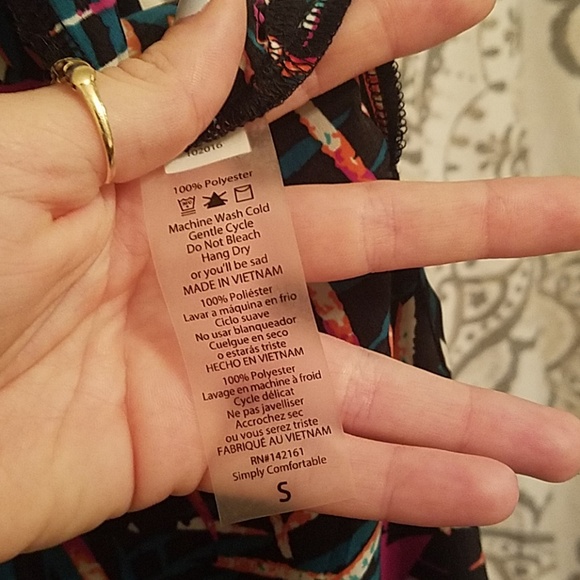 102016
100% Polyester
Machine Wash Cold
Gentle Cycle
Do Not Bleach
Hang Dry
or you'll be sad
MADE IN VIETNAM
100% Poliéster
Lavar a máquina en frio
Ciclo suave
No usar blanqueador
Cuelgue en seco
o estarás triste
HECHO EN VIETNAM
100% Polyester
Lavage en machine à froid
Cycle délicat
Ne pas javelliser
Accrochez sec
ou vous serez triste
FABRIQUÉ AU VIETNAM
RN#142161
Simply Comfortable
S